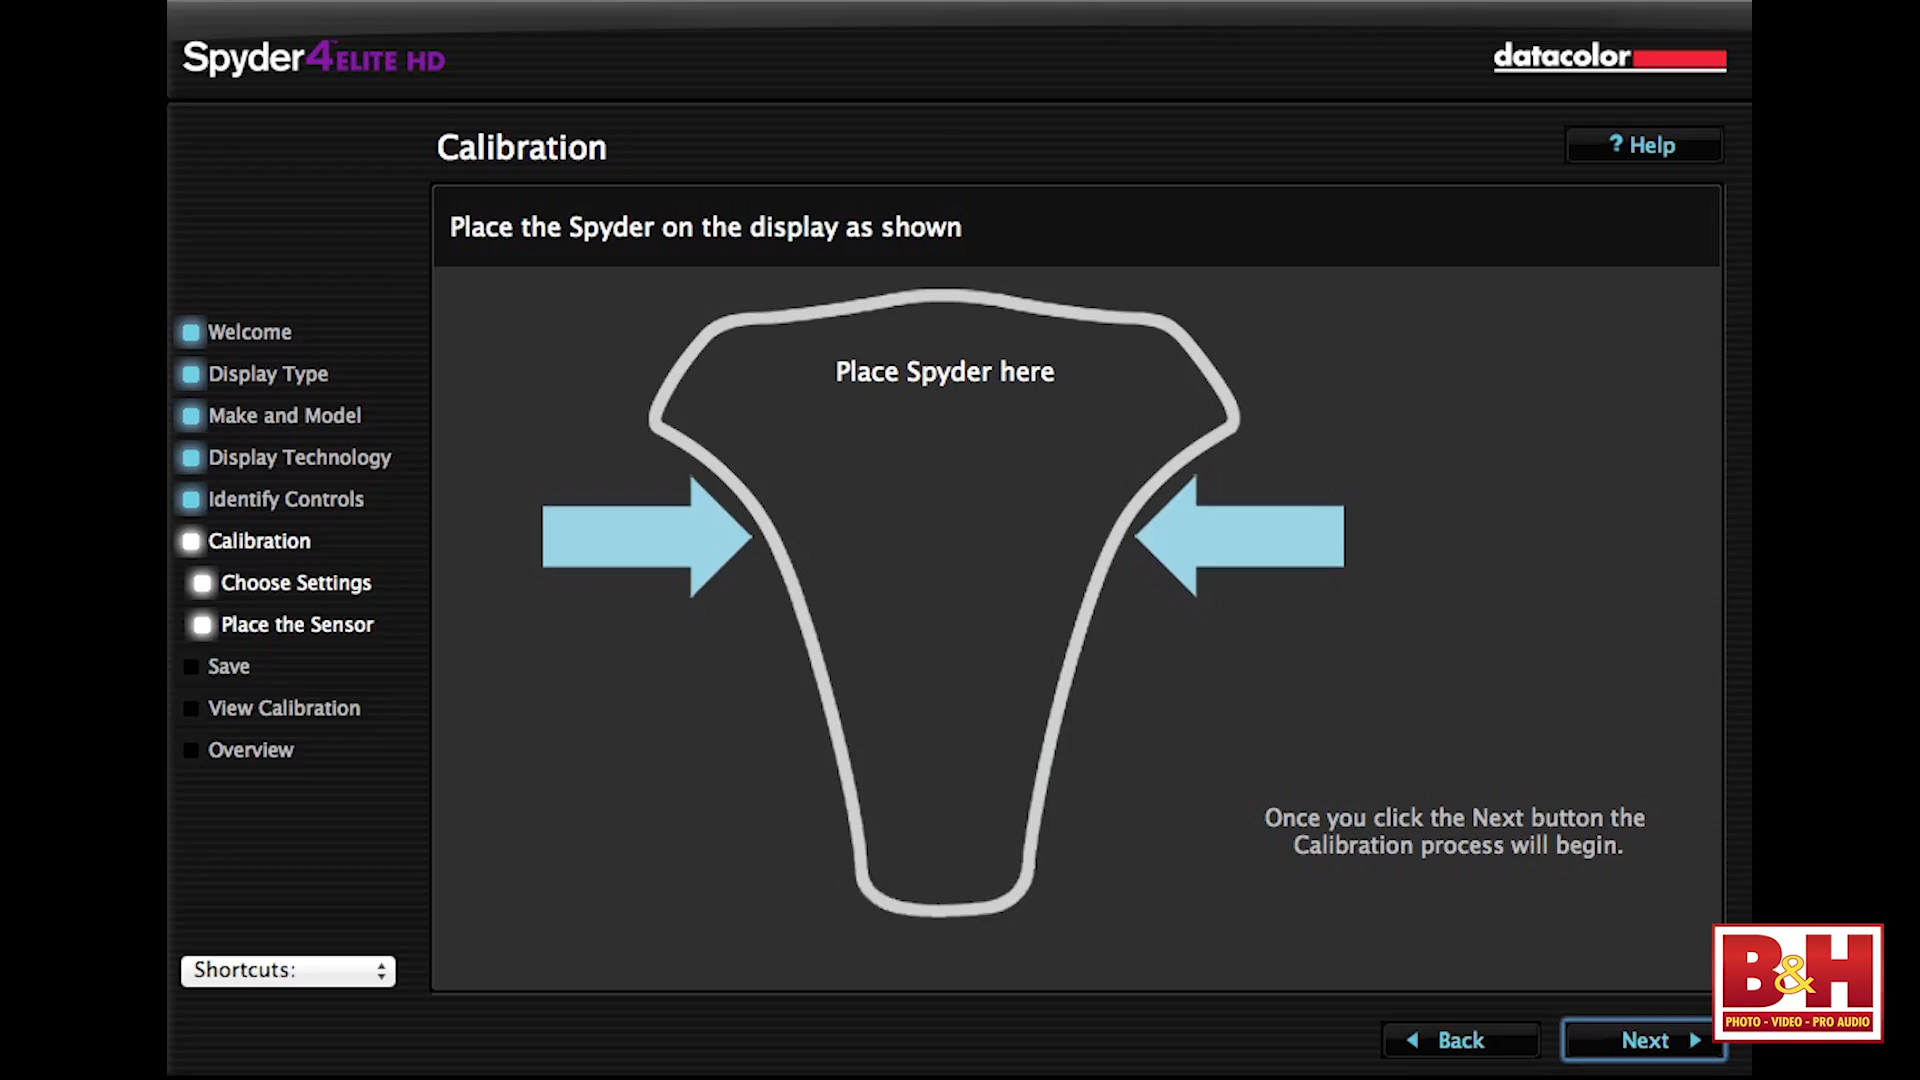 Spyder4™ELITE HD
datacolor
Calibration
? Help
Place the Spyder on the display as shown
Place Spyder here
Welcome
Display Type
Make and Model
Display Technology
Identify Controls
Calibration
Choose Settings
Place the Sensor
Save
View Calibration
Overview
Once you click the Next button the
Calibration process will begin.
Shortcuts:
Back
Next
B&H
PHOTO - VIDEO - PRO AUDIO